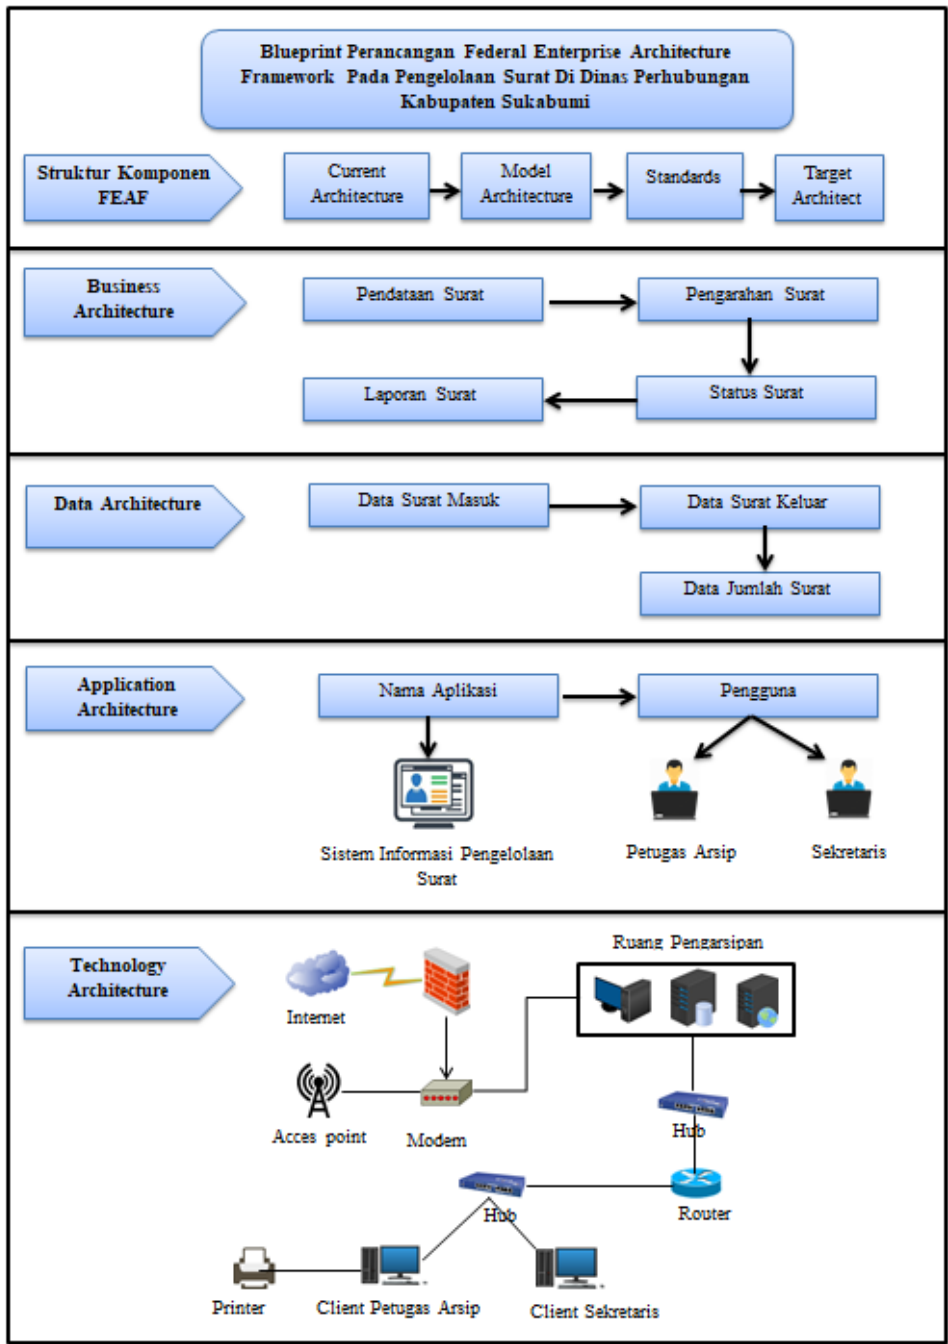 Blueprint Perancangan Federal Enterprise Architecture
Framework Pada Pengelolaan Surat Di Dinas Perhubungan
Kabupaten Sukabumi
Struktur Komponen
FEAF
Current
Architecture
Model
Architecture
Standards
Target
Architect
Business
Architecture
Pendataan Surat
Pengarahan Surat
Laporan Surat
Status Surat
Data Architecture
Data Surat Masuk
Data Surat Keluar
Data Jumlah Surat
Application
Architecture
Nama Aplikasi
Pengguna
Sistem Informasi Pengelolaan
Surat
Petugas Arsip
Sekretaris
Technology
Architecture
Ruang Pengarsipan
Internet
Acces point
Modem
Hub
Hub
Router
Printer
Client Petugas Arsip
Client Sekretaris